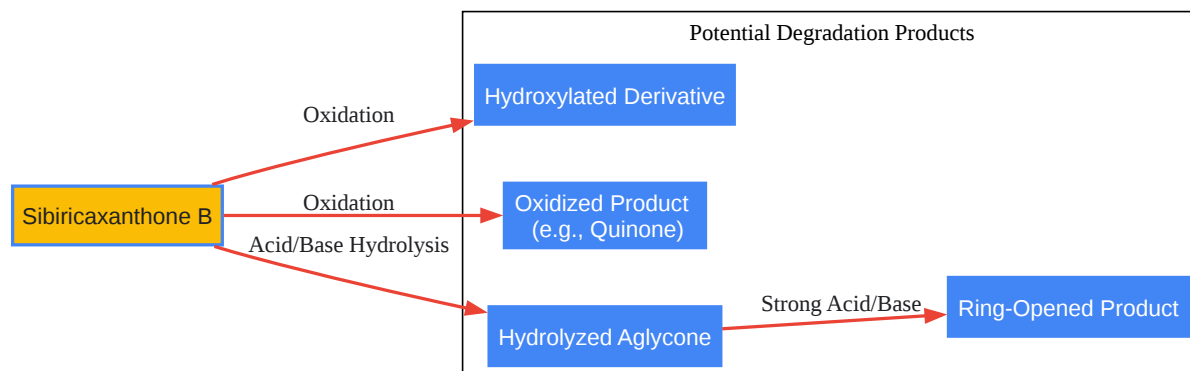 Potential Degradation Products
Hydroxylated Derivative
Oxidation
Sibiricaxanthone B
Oxidation
Oxidized Product
(e.g., Quinone)
Acid/Base Hydrolysis
Hydrolyzed Aglycone
Strong Acid/Base
Ring-Opened Product